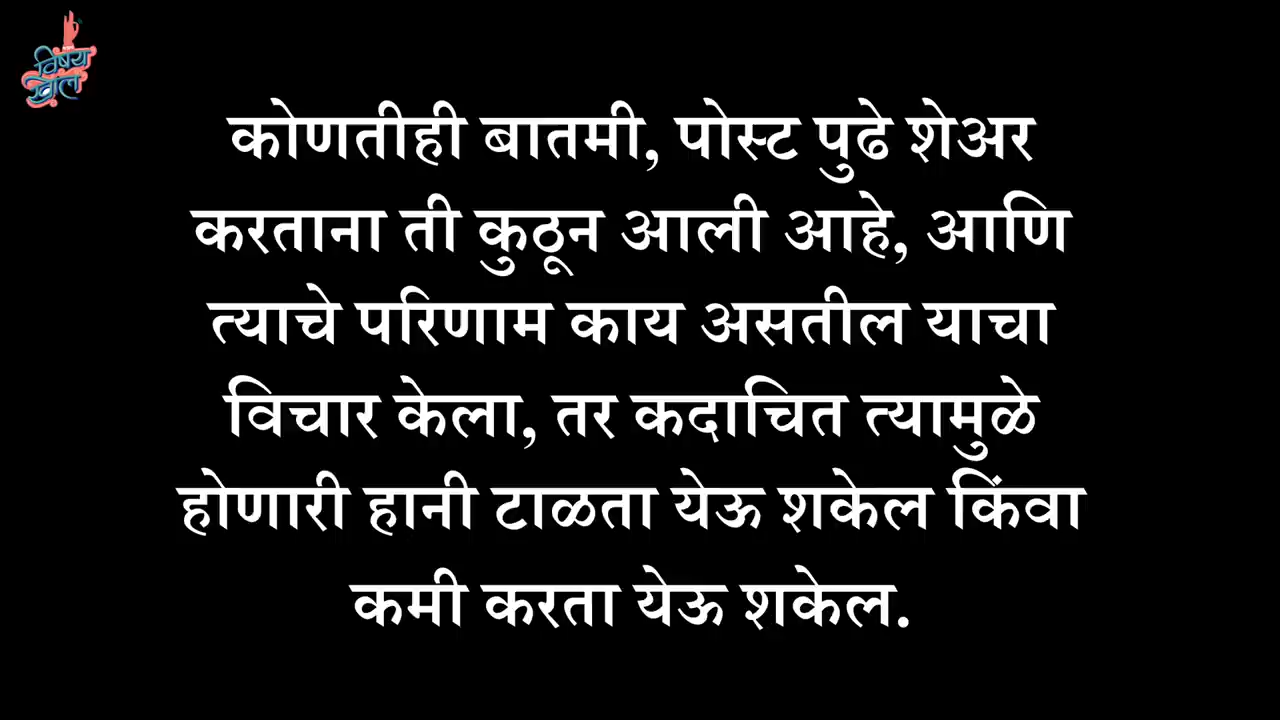 विषय
खोल
कोणतीही बातमी, पोस्ट पुढे शेअर
करताना ती कुठून आली आहे, आणि
त्याचे परिणाम काय असतील याचा
विचार केला, तर कदाचित त्यामुळे
होणारी हानी टाळता येऊ शकेल किंवा
कमी करता येऊ शकेल.